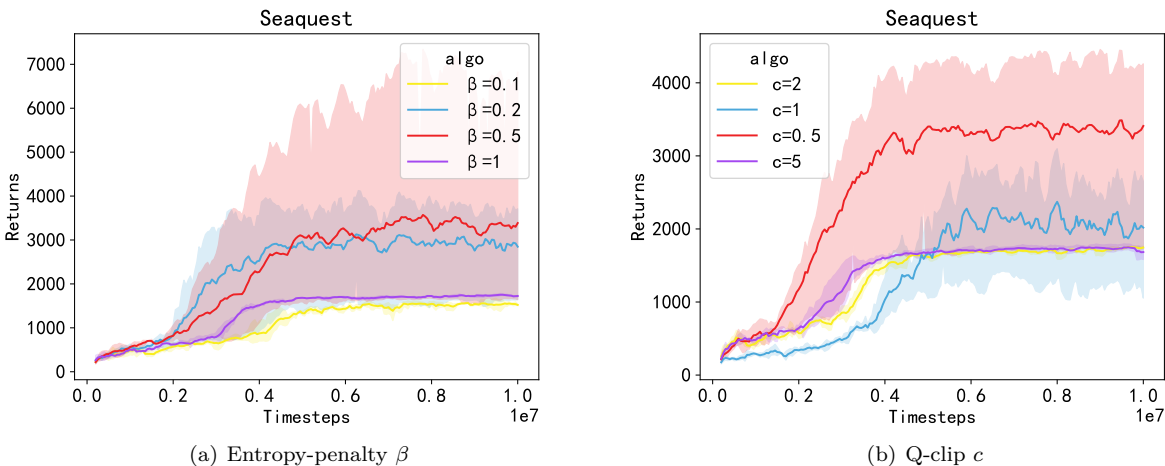 Seaquest
7000
6000
5000
4000
3000
2000
1000
0
Returns
algo
β=0.1
β=0.2
β=0.5
β=1
0.0 0.2 0.4 0.6 0.8 1.0
1e7
Timesteps
(a) Entropy-penalty β
Seaquest
4000
3000
2000
1000
0
Returns
algo
c=2
c=1
c=0.5
c=5
0.0 0.2 0.4 0.6 0.8 1.0
1e7
Timesteps
(b) Q-clip c